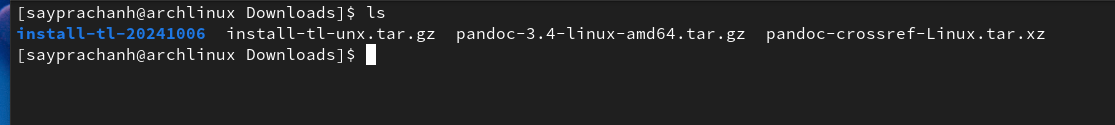 [sayprachanh@archlinux Downloads]$ ls
install-tl-20241006  install-tl-unx.tar.gz  pandoc-3.4-linux-amd64.tar.gz  pandoc-crossref-Linux.tar.xz
[sayprachanh@archlinux Downloads]$